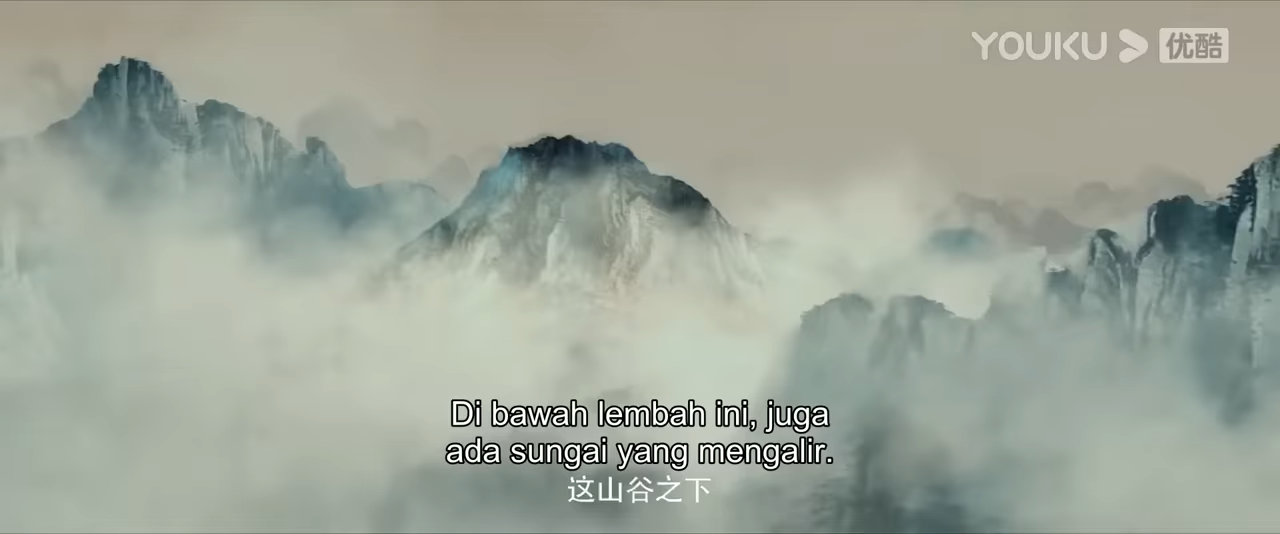 YOUKU 优酷
Di bawah lembah ini, juga
ada sungai yang mengalir.
这山谷之下